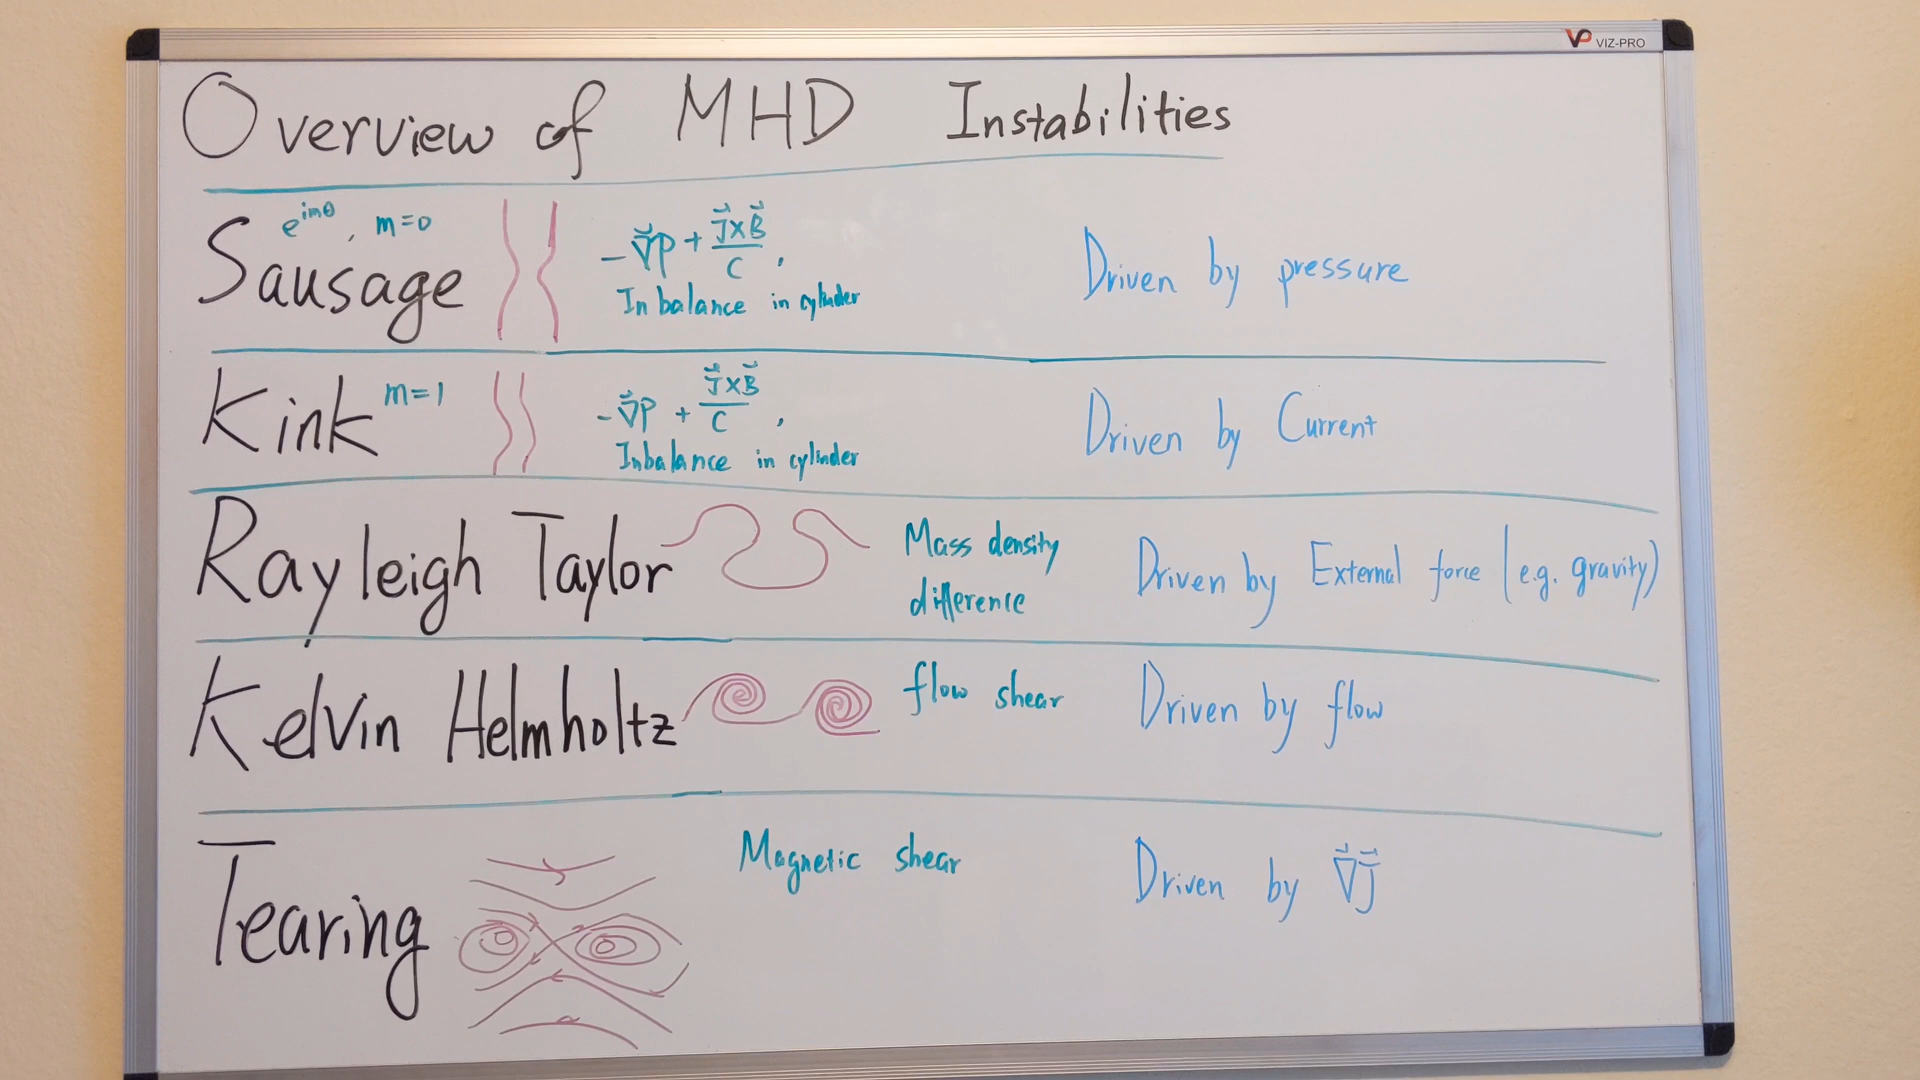 VP VIZ-PRO
Overview of MHD Instabilities
Sausage
e^{imθ}, m=0
-∇⃗P + J⃗×B⃗/C,
Inbalance in cylinder
Driven by pressure
Kink
m=1
-∇⃗P + J⃗×B⃗/C,
Inbalance in cylinder
Driven by Current
Rayleigh Taylor
Mass density
difference
Driven by External force (e.g. gravity)
Kelvin Helmholtz
flow shear
Driven by flow
Tearing
Magnetic shear
Driven by ∇⃗J⃗